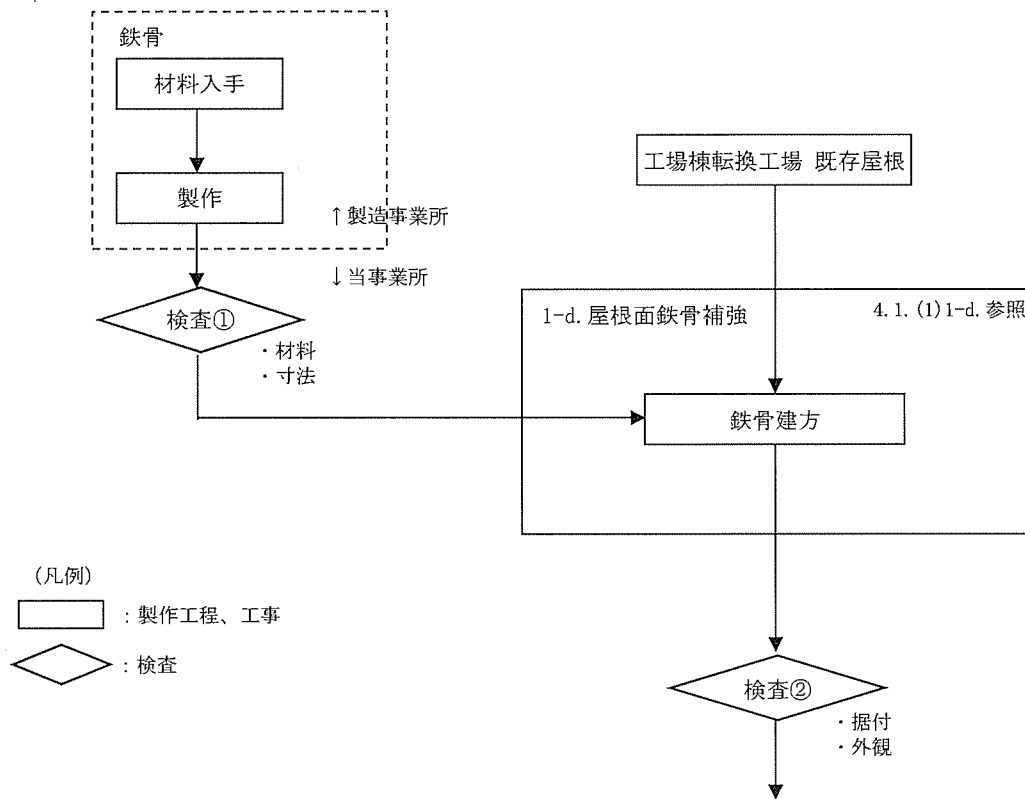 鉄骨
材料入手
製作
↑製造事業所
↓当事業所
検査①
・材料
・寸法
工場棟転換工場 既存屋根
1-d.屋根面鉄骨補強
4.1.(1)1-d.参照
鉄骨建方
検査②
・据付
・外観
(凡例)
：製作工程、工事
：検査